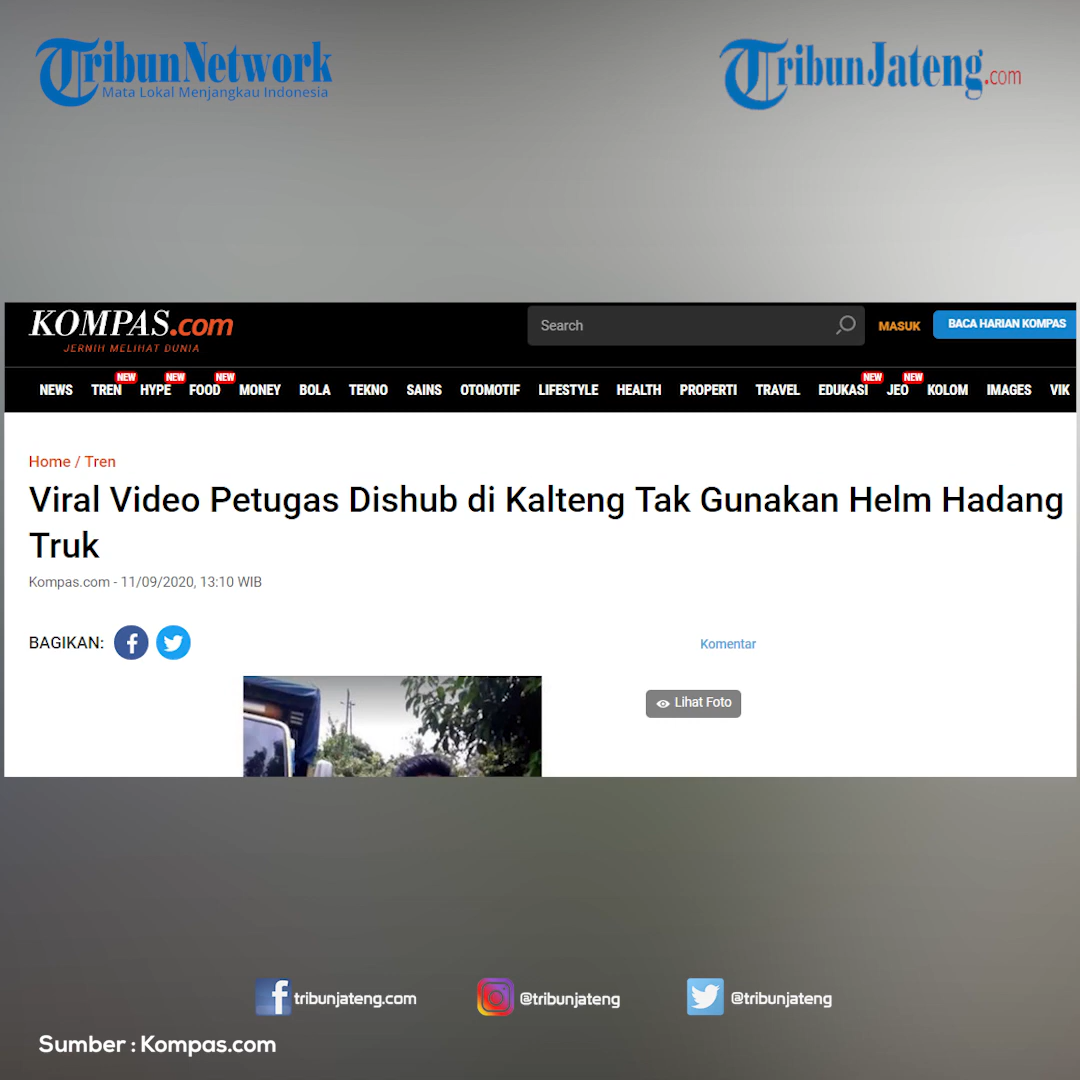 TribunNetwork
Mata Lokal Menjangkau Indonesia
TribunJateng.com
KOMPAS.com
JERNIH MELIHAT DUNIA
Search
MASUK
BACA HARIAN KOMPAS
NEWS TREN NEW HYPE NEW FOOD NEW MONEY BOLA TEKNO SAINS OTOMOTIF LIFESTYLE HEALTH PROPERTI TRAVEL EDUKASI NEW JEO NEW KOLOM IMAGES VIK
Home / Tren
Viral Video Petugas Dishub di Kalteng Tak Gunakan Helm Hadang
Truk
Kompas.com - 11/09/2020, 13:10 WIB
BAGIKAN:
Komentar
Lihat Foto
tribunjateng.com
@tribunjateng
@tribunjateng
Sumber : Kompas.com